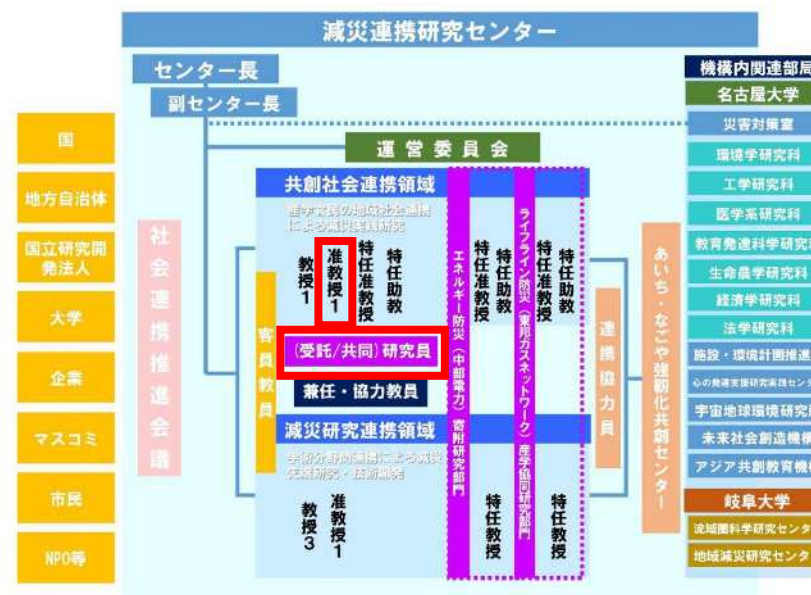 減災連携研究センター
センター長
副センター長
運営委員会
国
地方自治体
国立研究開
発法人
大学
企業
マスコミ
市民
NPO等
社会連携推進会議
共創社会連携領域
産学官民の地域社会連携
による減災実践研究
教授1
准教授1
特任准教授
特任助教
客員教員
(受託/共同)研究員
兼任・協力教員
減災研究連携領域
学術分野間連携による減災
先端研究・技術開発
教授3
准教授1
エネルギー防災(中部電力)寄附研究部門
特任准教授
特任助教
特任教授
ライフライン防災(東邦ガスネットワーク)産学協同研究部門
特任准教授
特任助教
特任教授
連携協力員
あいち・なごや強靭化共創センター
機構内関連部局
名古屋大学
災害対策室
環境学研究科
工学研究科
医学系研究科
教育発達科学研究
生命農学研究科
経済学研究科
法学研究科
施設・環境計画推進
心の発達支援研究実践セン
宇宙地球環境研究
未来社会創造機構
アジア共創教育機
岐阜大学
流域圏科学研究センタ
地域減災研究センタ